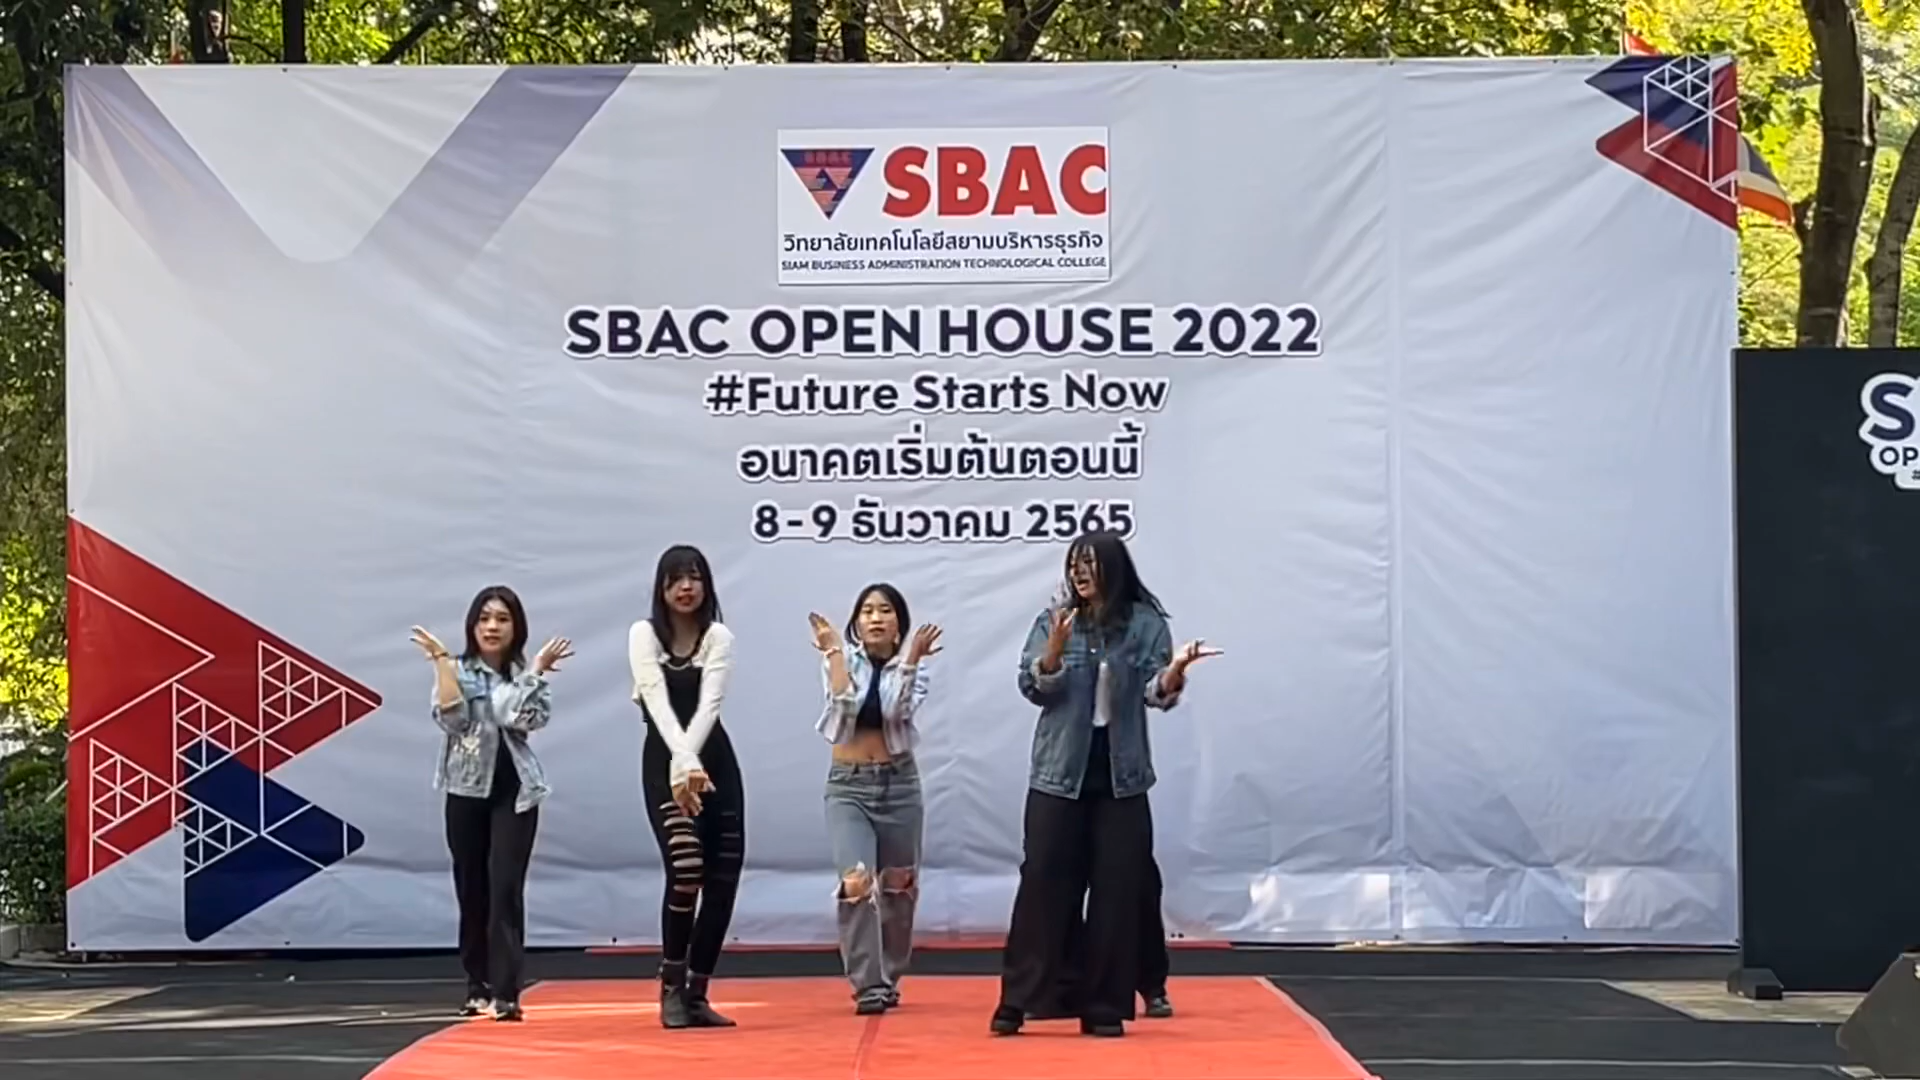 SBAC
SBAC
วิทยาลัยเทคโนโลยีสยามบริหารธุรกิจ
SIAM BUSINESS ADMINISTRATION TECHNOLOGICAL COLLEGE
SBAC OPEN HOUSE 2022
#Future Starts Now
อนาคตเริ่มต้นตอนนี้
8-9 ธันวาคม 2565
S
OP
#